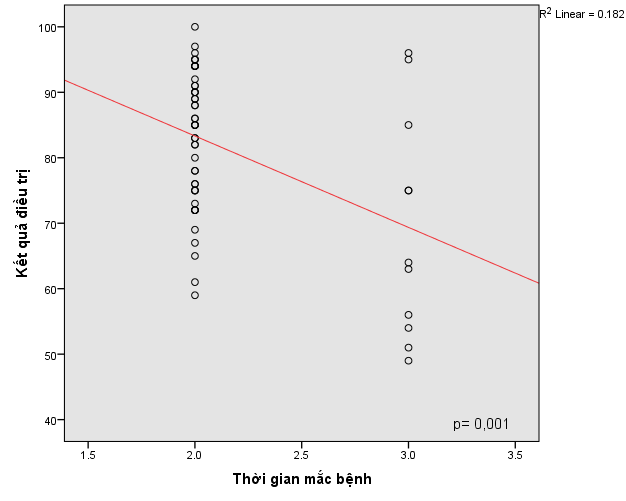 R² Linear = 0.182
100
90
80
70
60
50
40
Kết quả điều trị
p= 0,001
1.5 2.0 2.5 3.0 3.5
Thời gian mắc bệnh